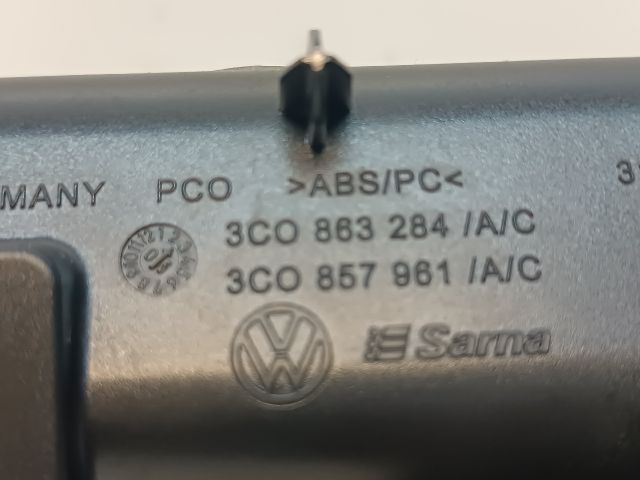 MANY PCO >ABS/PC<
3CO 863 284 /A/C
3CO 857 961 /A/C
Sarna